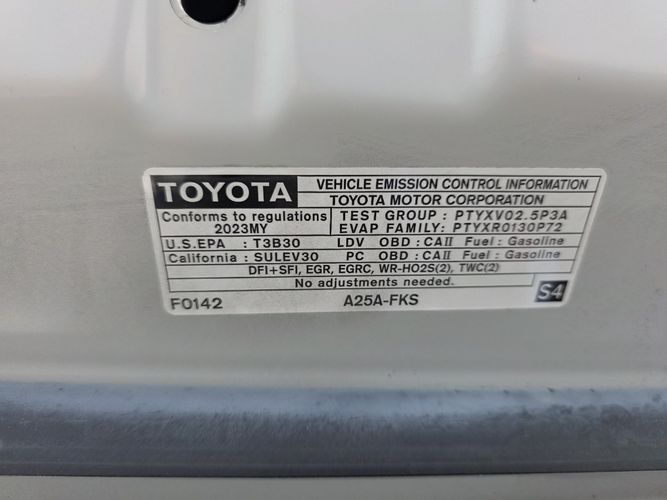 TOYOTA VEHICLE EMISSION CONTROL INFORMATION
TOYOTA MOTOR CORPORATION
Conforms to regulations TEST GROUP : PTYXV02.5P3A
2023MY EVAP FAMILY: PTYXR0130P72
U.S.EPA : T3B30 LDV OBD : CAII Fuel : Gasoline
California : SULEV30 PC OBD : CAII Fuel : Gasoline
DFI+SFI, EGR, EGRC, WR-HO2S(2), TWC(2)
No adjustments needed.
F0142 A25A-FKS S4